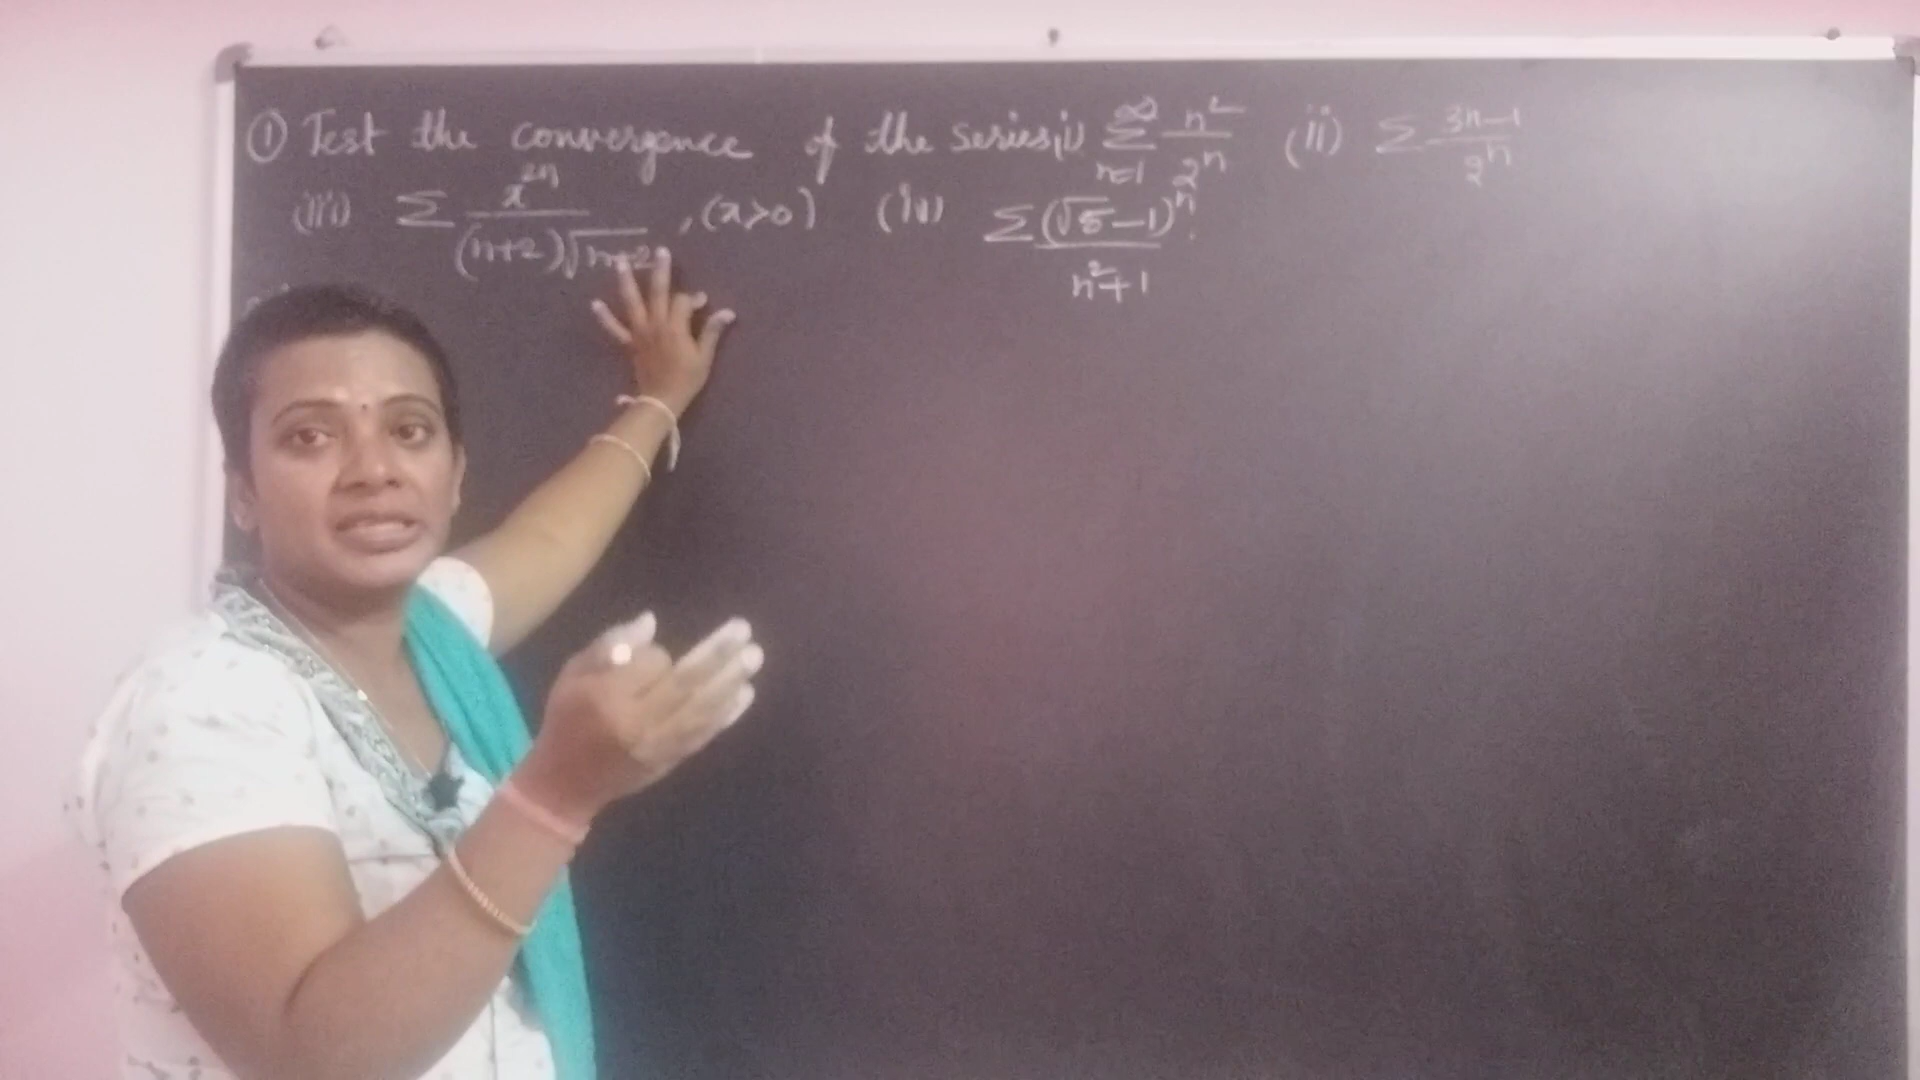 ① Test the convergence of the series, i) ∑_{n=1}^{∞} n²/2ⁿ (ii) ∑ (3n-1)/2ⁿ
(iii) ∑ x²ⁿ/((n+2)√(n+2)), (x>0) (iv) ∑ (√5-1)ⁿ/(n²+1).